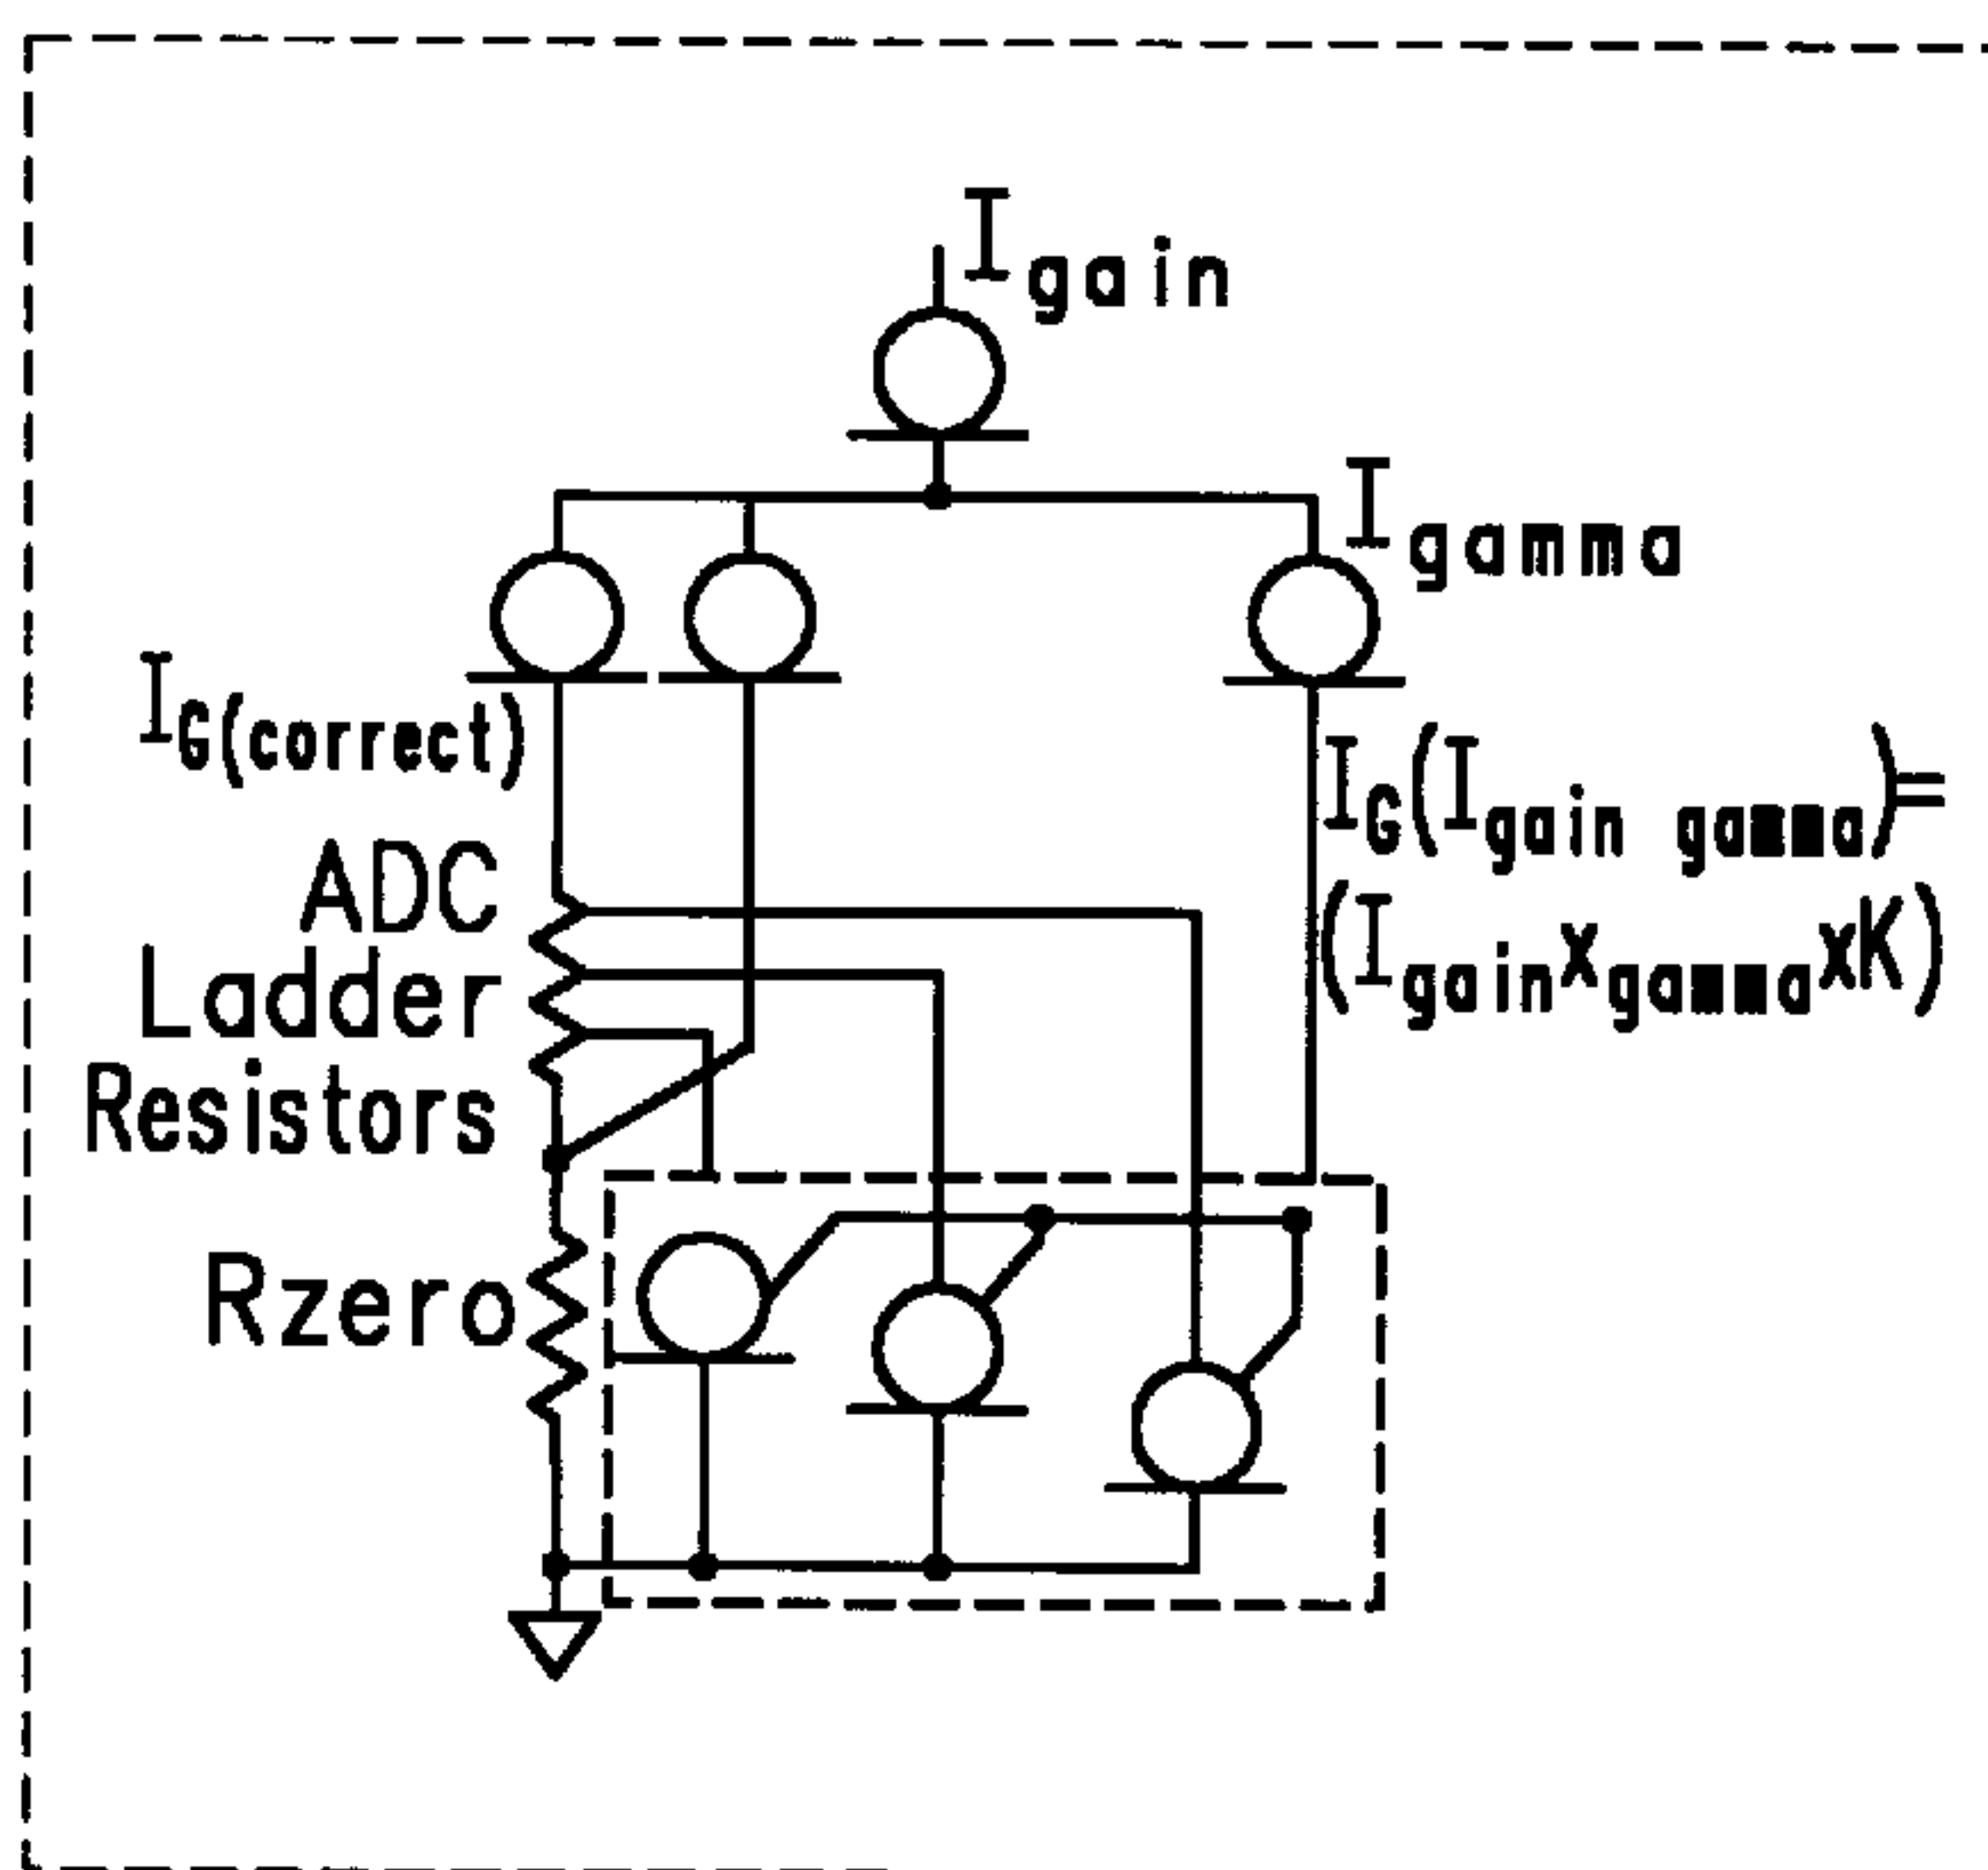 Igain
Igamma
IG(correct)
IG(Igain gamma)=
(IgainxgammaxK)
ADC
Ladder
Resistors
Rzero